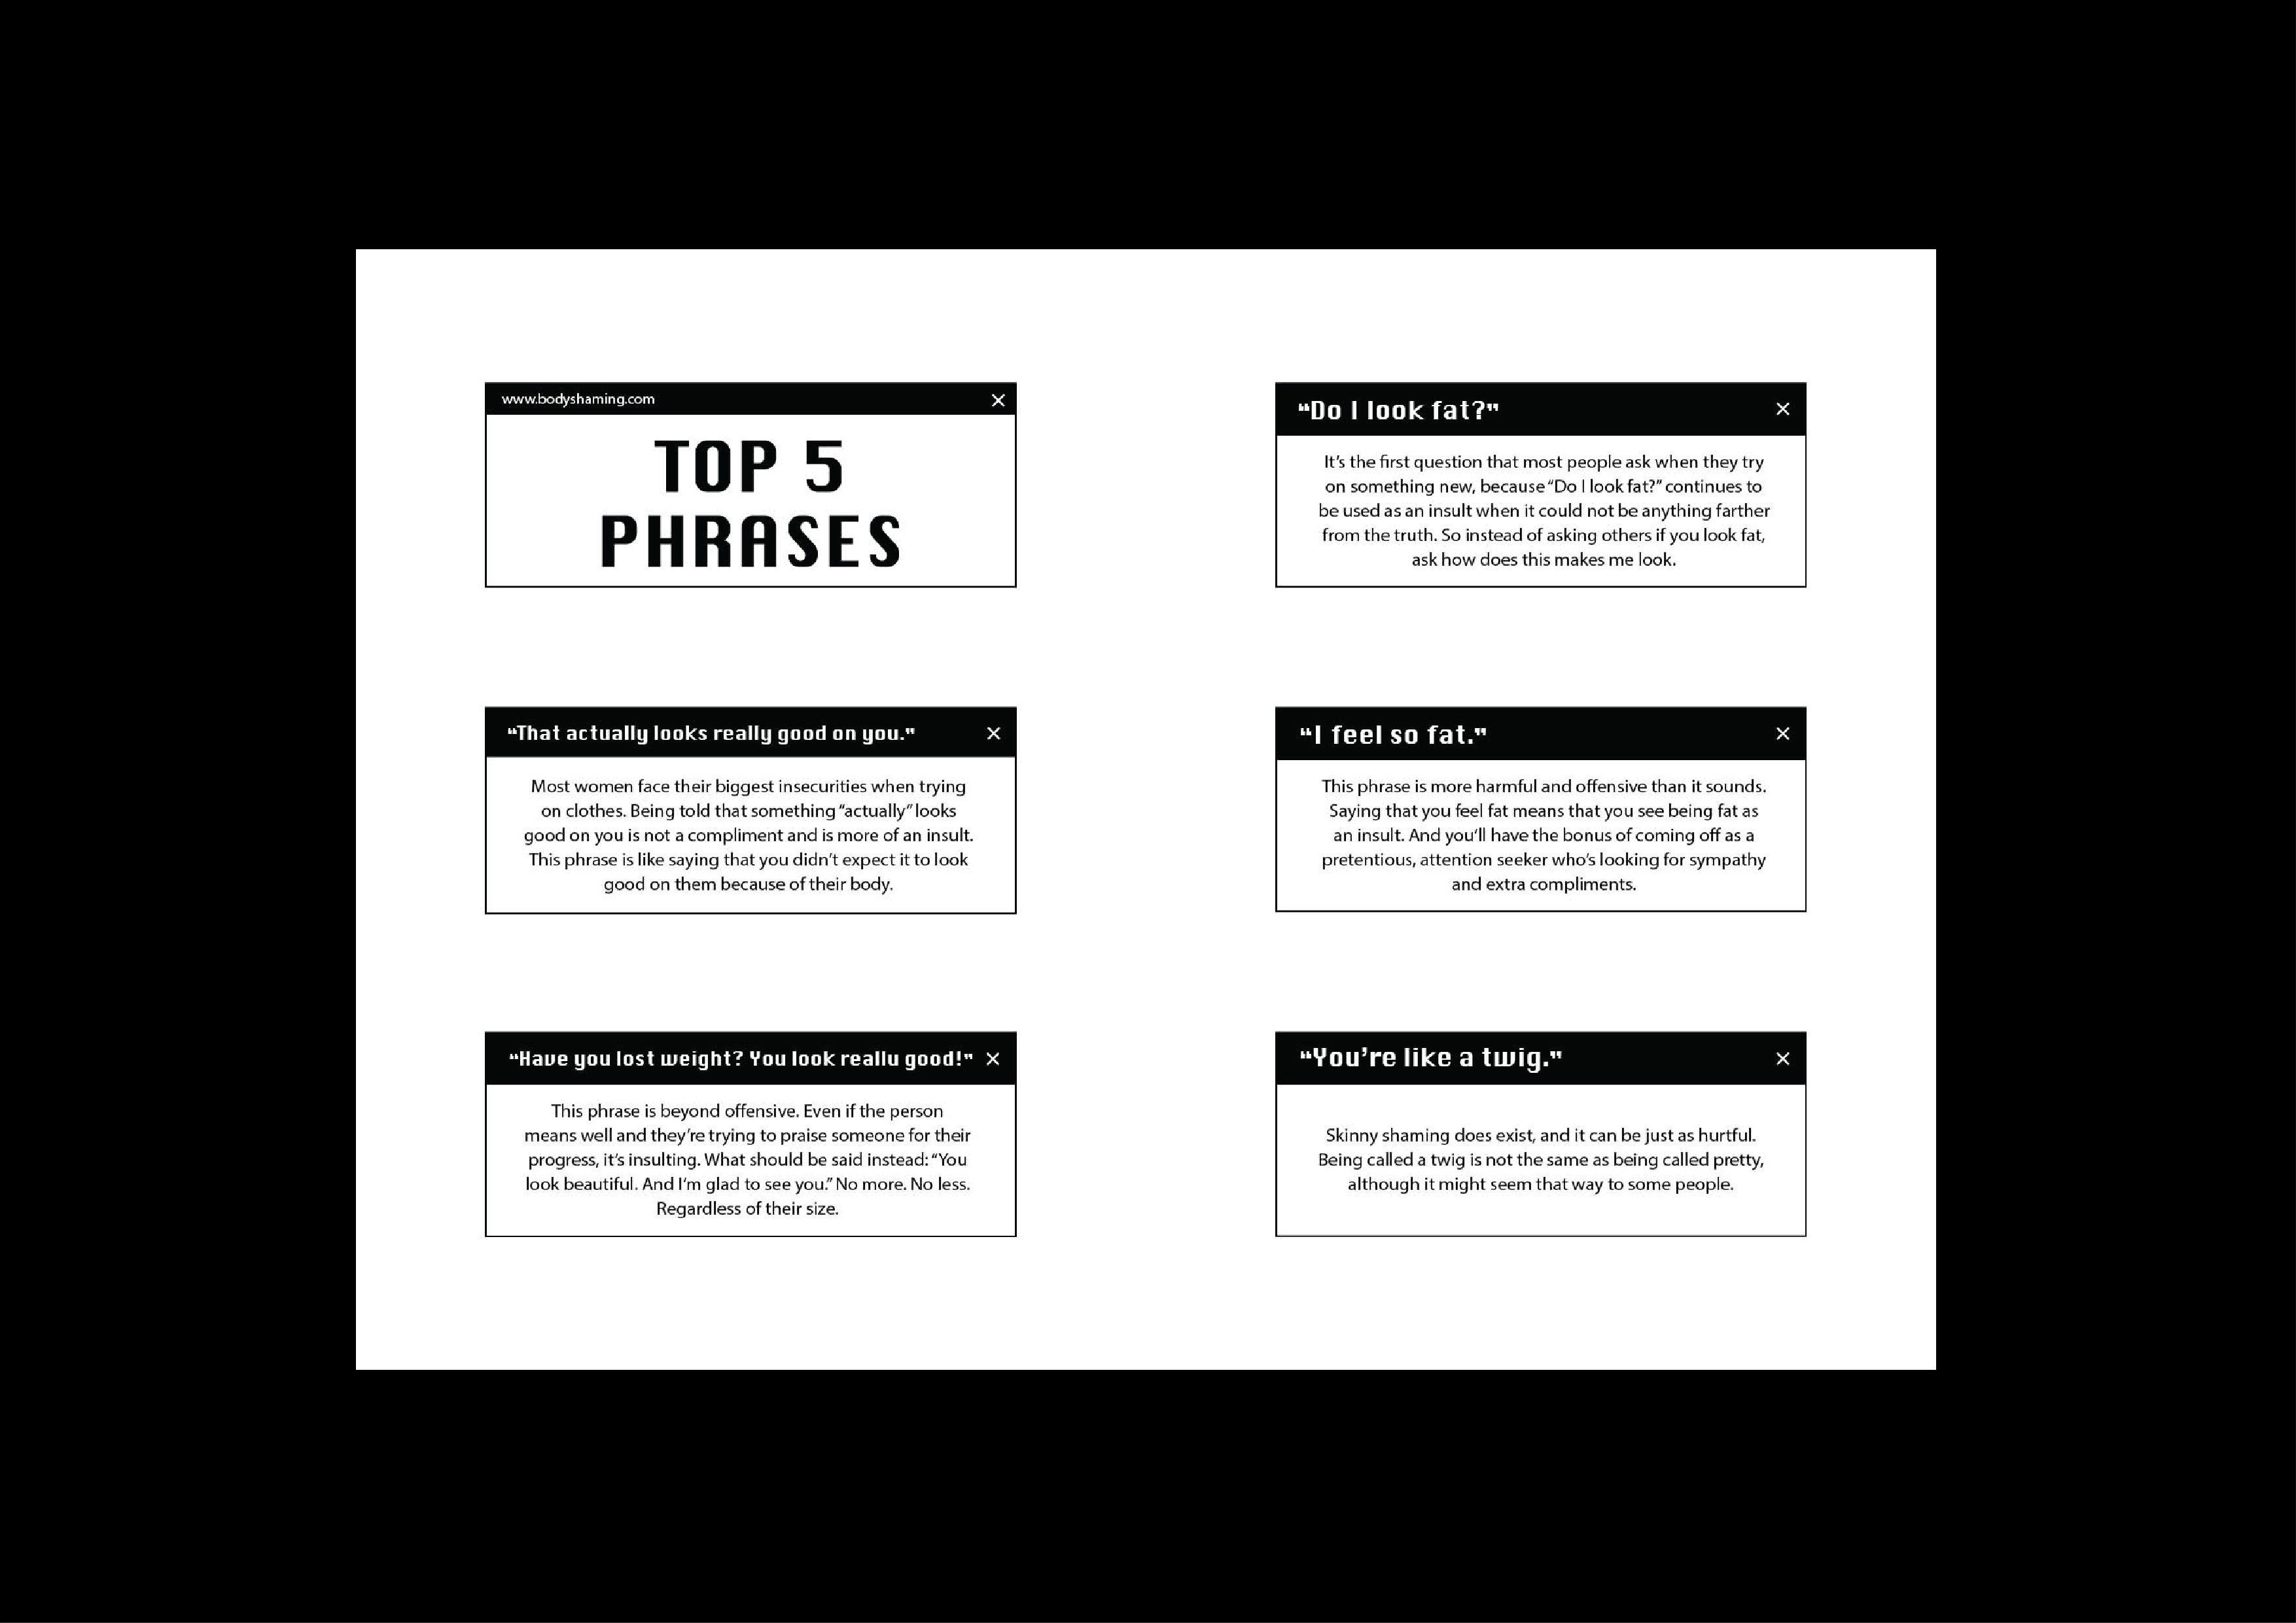 www.bodyshaming.com ×
TOP 5
PHRASES
“Do I look fat?” ×
It’s the first question that most people ask when they try
on something new, because “Do I look fat?” continues to
be used as an insult when it could not be anything farther
from the truth. So instead of asking others if you look fat,
ask how does this makes me look.
“That actually looks really good on you.” ×
Most women face their biggest insecurities when trying
on clothes. Being told that something “actually” looks
good on you is not a compliment and is more of an insult.
This phrase is like saying that you didn’t expect it to look
good on them because of their body.
“I feel so fat.” ×
This phrase is more harmful and offensive than it sounds.
Saying that you feel fat means that you see being fat as
an insult. And you’ll have the bonus of coming off as a
pretentious, attention seeker who’s looking for sympathy
and extra compliments.
“Have you lost weight? You look reallu good!” ×
This phrase is beyond offensive. Even if the person
means well and they’re trying to praise someone for their
progress, it’s insulting. What should be said instead: “You
look beautiful. And I’m glad to see you.” No more. No less.
Regardless of their size.
“You’re like a twig.” ×
Skinny shaming does exist, and it can be just as hurtful.
Being called a twig is not the same as being called pretty,
although it might seem that way to some people.